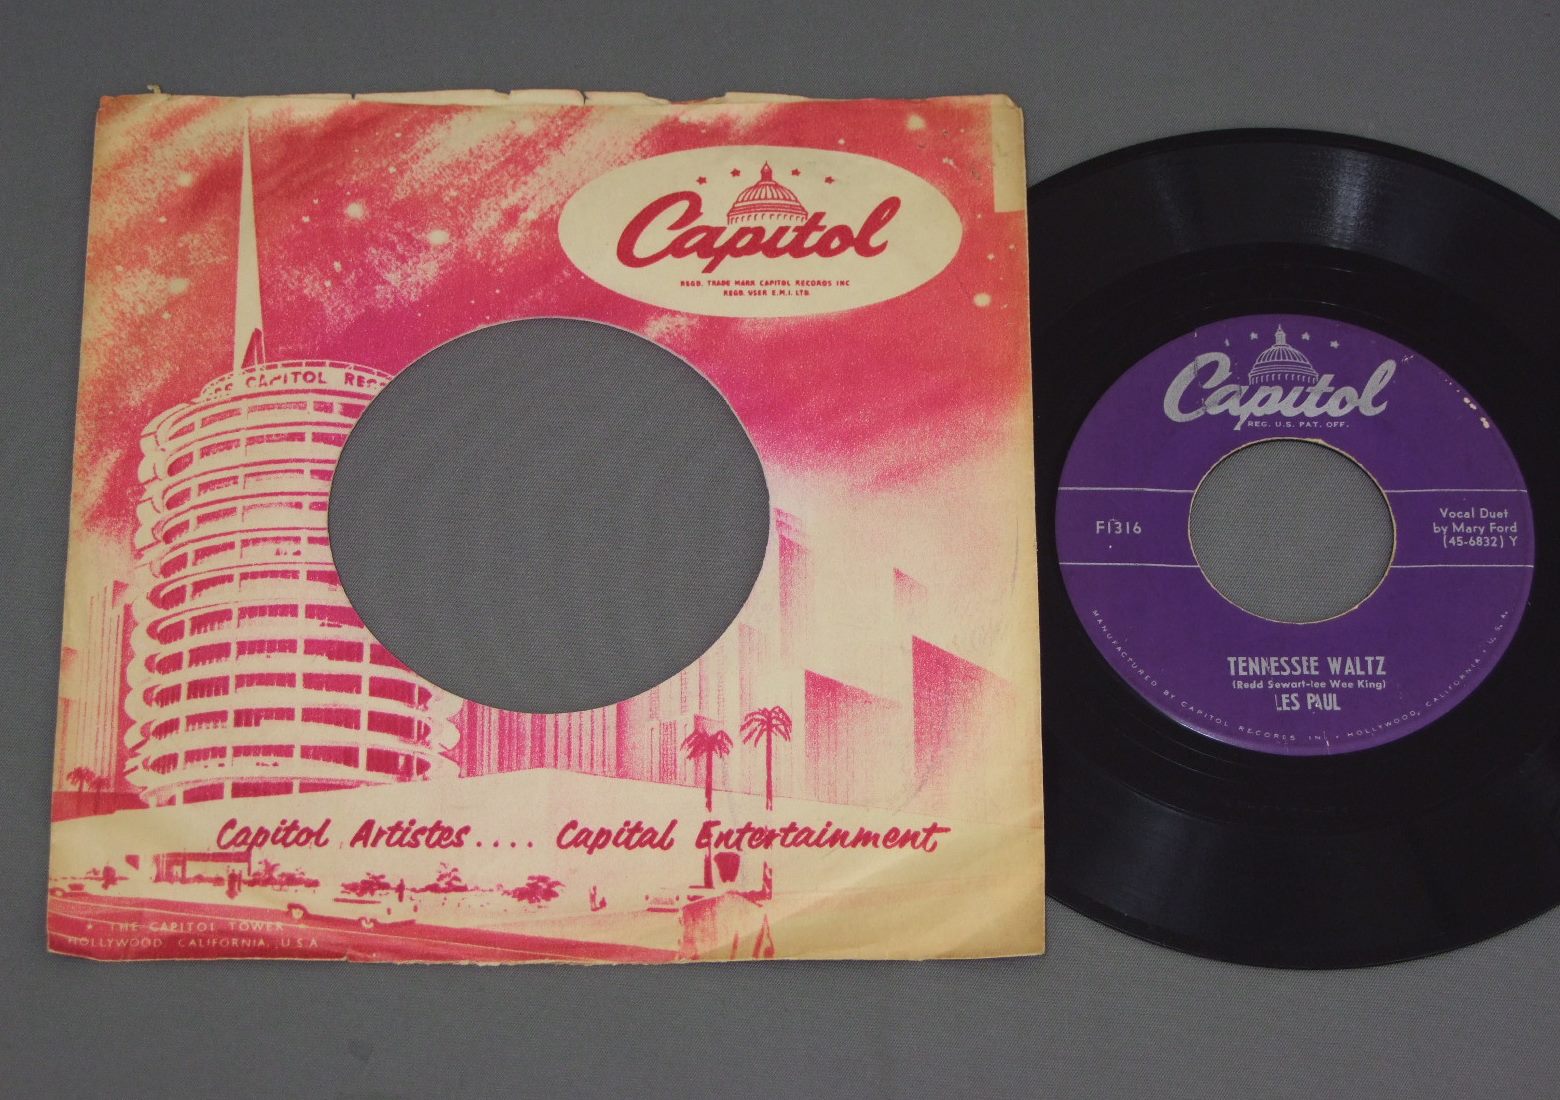 Capitol
REGD. TRADE MARK CAPITOL RECORDS INC
REGD. USER E.M.I. LTD.
CAPITOL REC
Capitol Artistes.... Capital Entertainment
★ THE CAPITOL TOWER ★
HOLLYWOOD CALIFORNIA, U.S.A
Capitol
REG. U.S. PAT. OFF.
F1316
Vocal Duet
by Mary Ford
(45-6832) Y
TENNESSEE WALTZ
(Redd Sewart-lee Wee King)
LES PAUL
MANUFACTURED BY CAPITOL RECORDS INC. • HOLLYWOOD, CALIFORNIA • U.S.A.